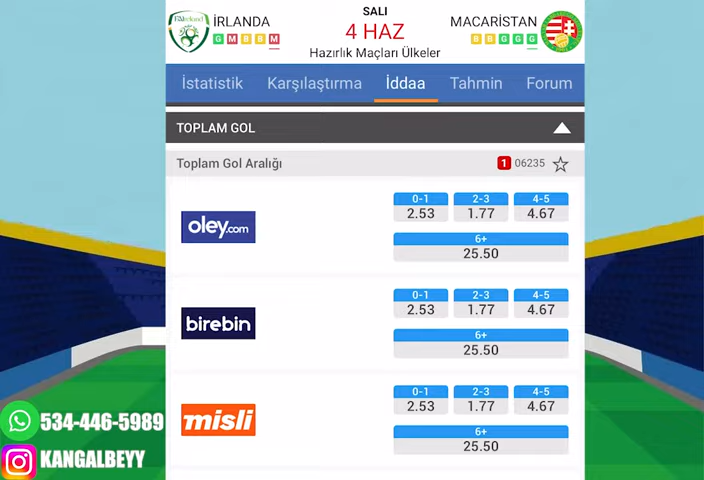 SALI
İRLANDA
4 HAZ
MACARİSTAN
G M B B M
B B G G G
Hazırlık Maçları Ülkeler
İstatistik Karşılaştırma İddaa Tahmin Forum
TOPLAM GOL
Toplam Gol Aralığı 1 06235
oley.com
0-1 2-3 4-5
2.53 1.77 4.67
6+
25.50
birebin
0-1 2-3 4-5
2.53 1.77 4.67
6+
25.50
misli
0-1 2-3 4-5
2.53 1.77 4.67
6+
25.50
534-446-5989
KANGALBEYY